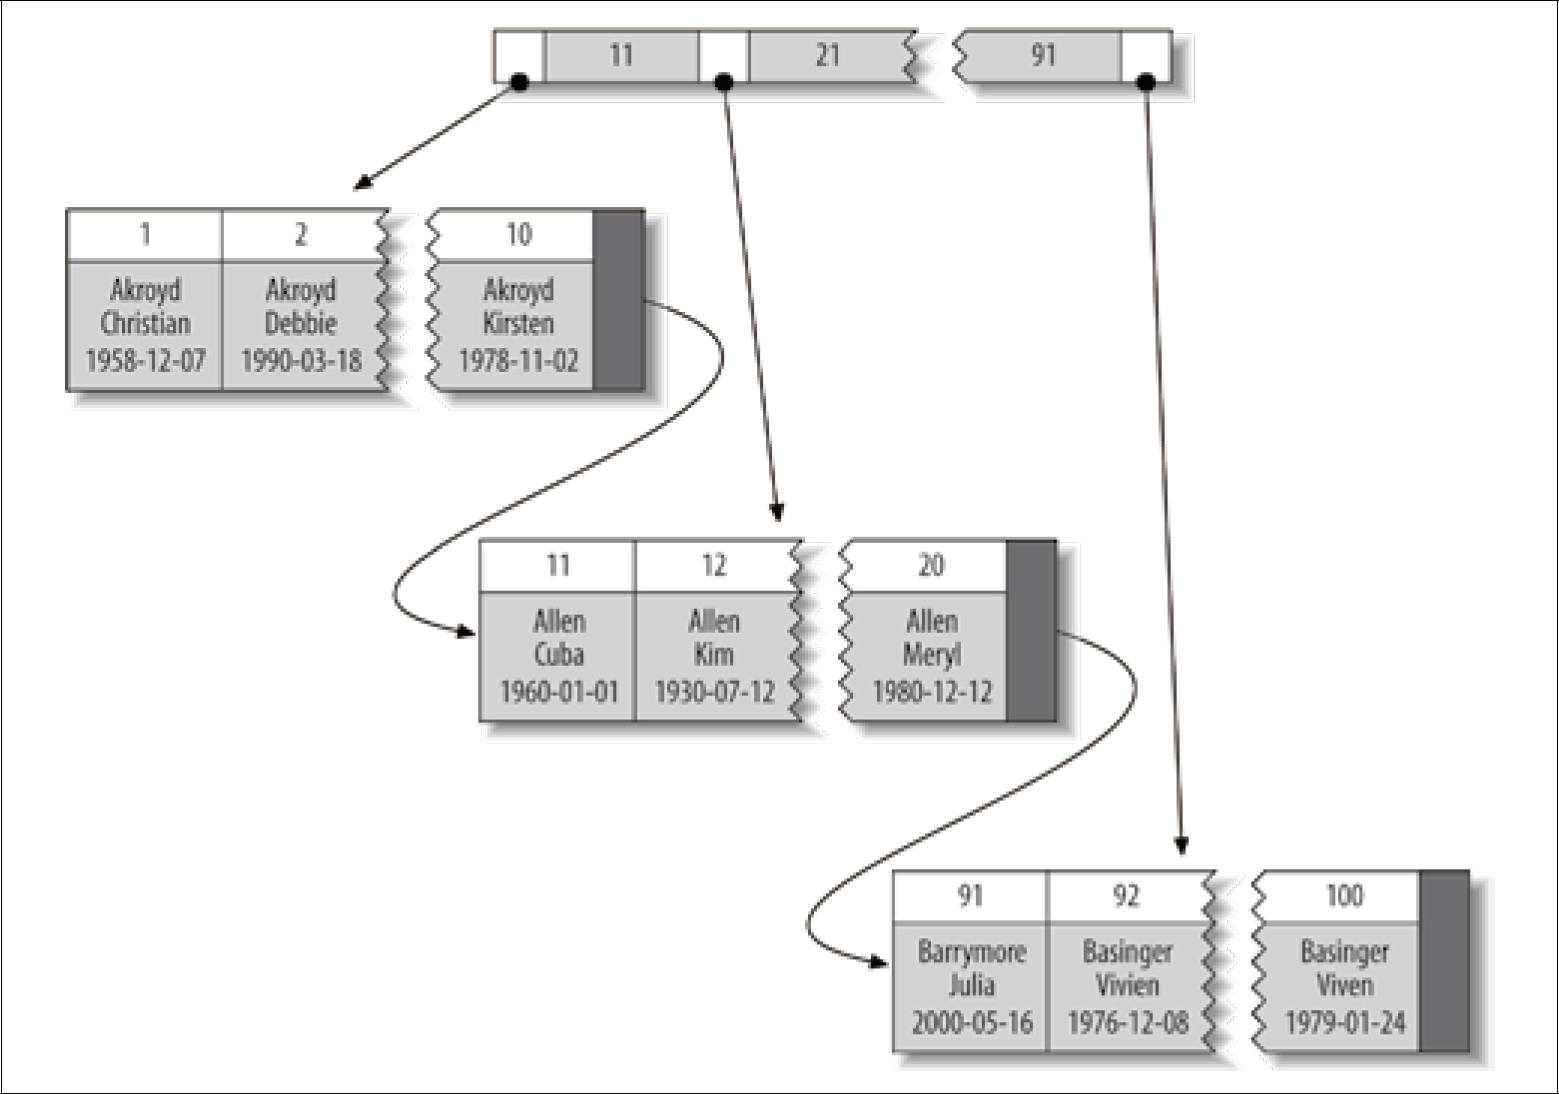 11 21 91
1 2 10
Akroyd Akroyd Akroyd
Christian Debbie Kirsten
1958-12-07 1990-03-18 1978-11-02
11 12 20
Allen Allen Allen
Cuba Kim Meryl
1960-01-01 1930-07-12 1980-12-12
91 92 100
Barrymore Basinger Basinger
Julia Vivien Viven
2000-05-16 1976-12-08 1979-01-24